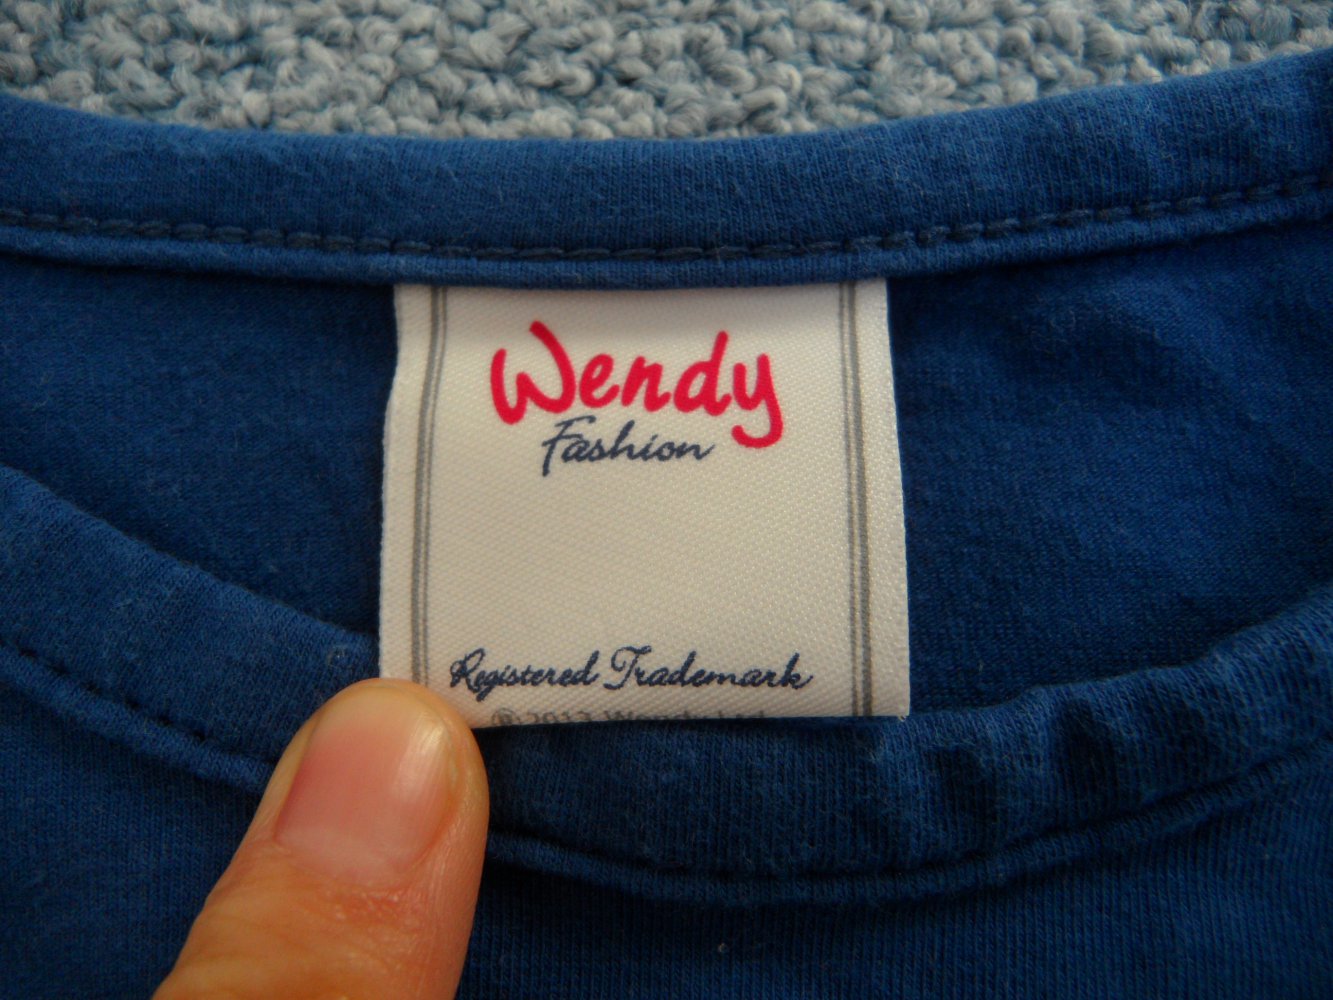 Wendy
Fashion
Registered Trademark